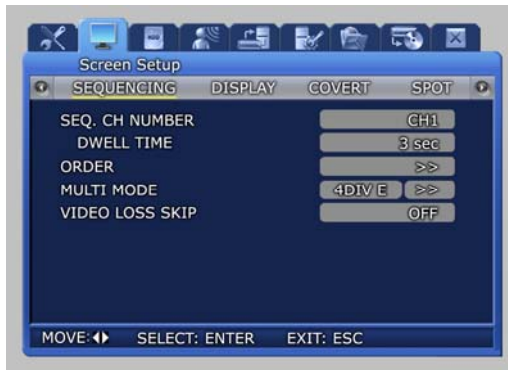 Screen Setup
SEQUENCING DISPLAY COVERT SPOT
SEQ. CH NUMBER CH1
DWELL TIME 3 sec
ORDER >>
MULTI MODE 4DIV E >>
VIDEO LOSS SKIP OFF
MOVE: SELECT: ENTER EXIT: ESC